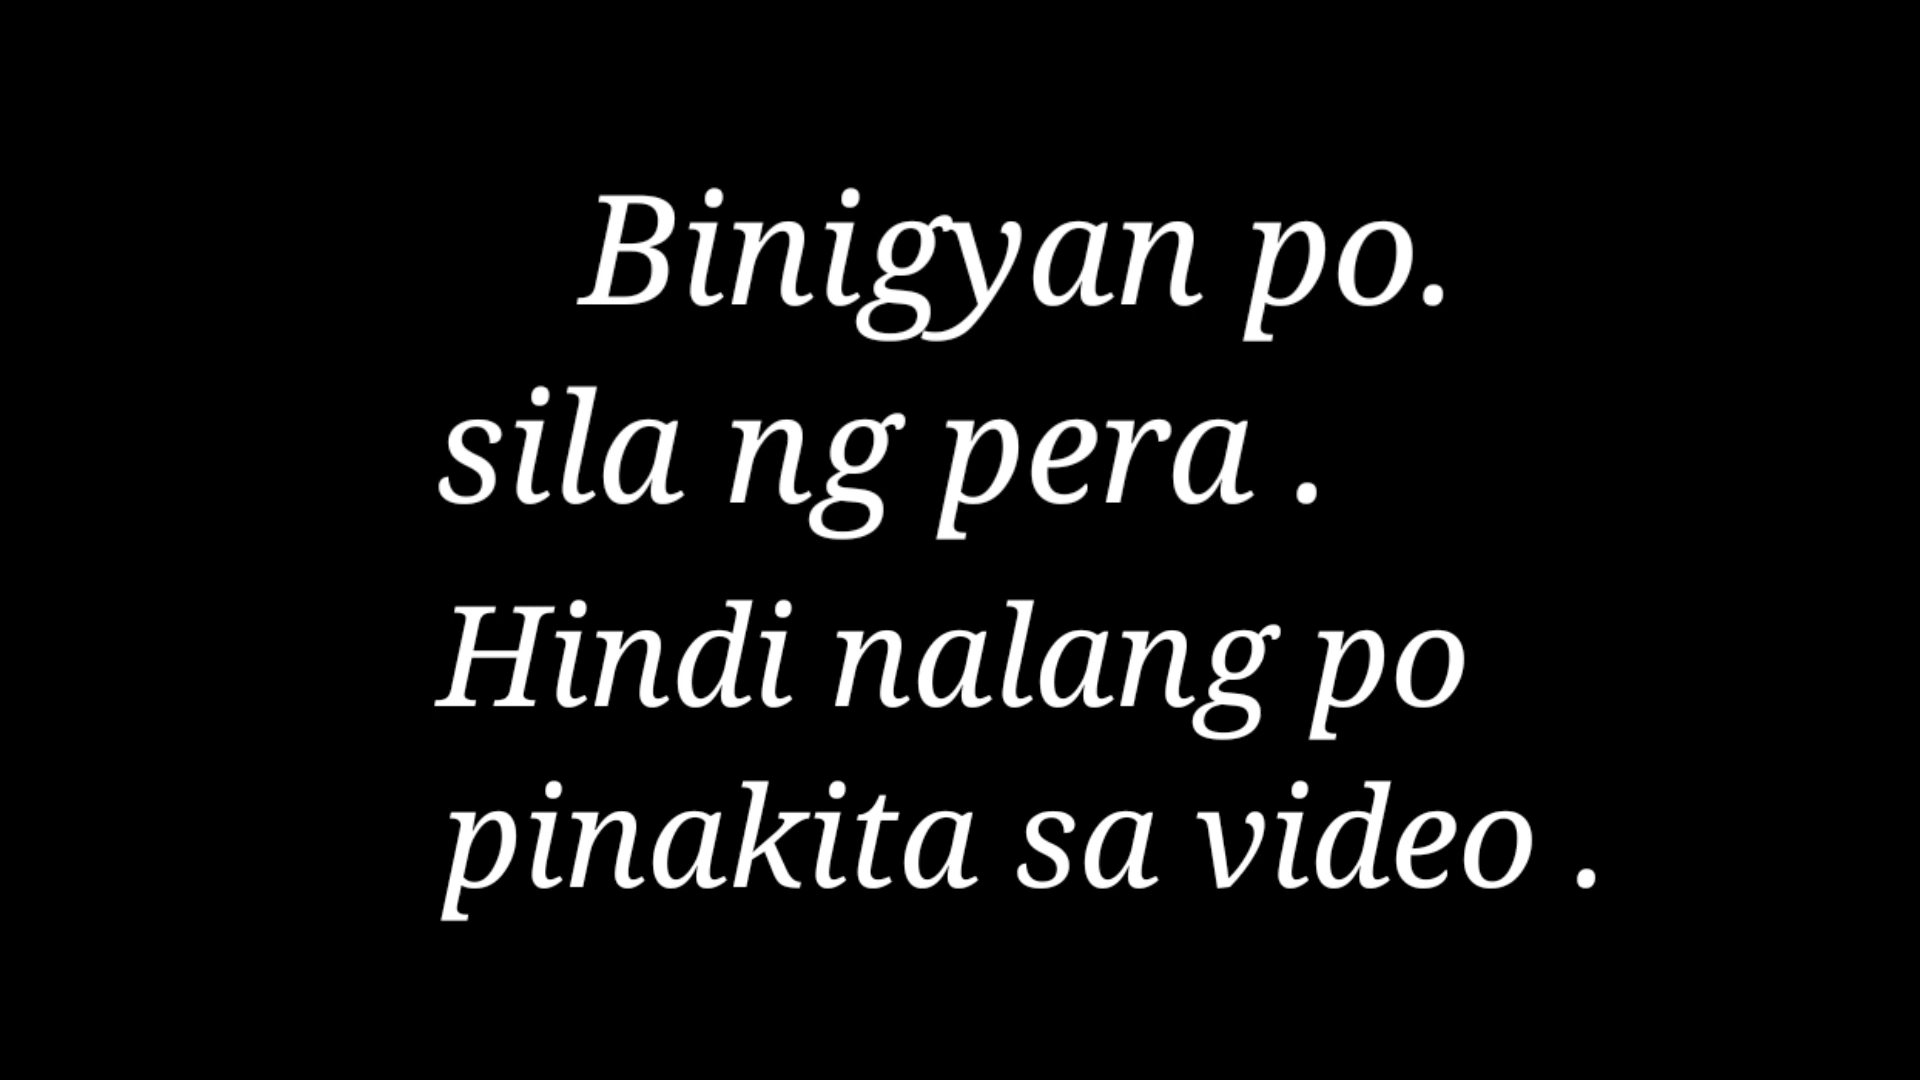 Binigyan po.
sila ng pera .
Hindi nalang po
pinakita sa video .